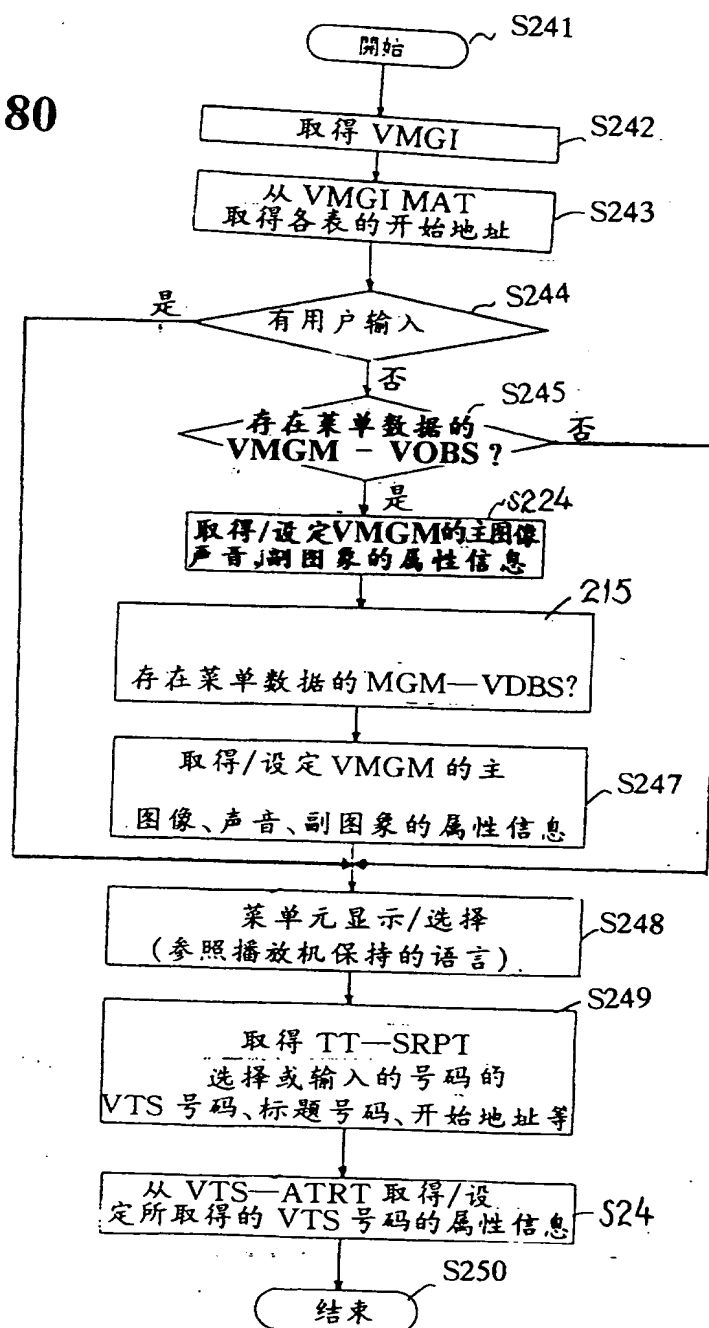 80
開始
S241
取得 VMGI
S242
从 VMGI MAT
取得各表的开始地址
S243
有用户输入
S244
是
否
存在菜单数据的
VMGM - VOBS?
S245
否
是
取得/设定VMGM的主图像
声音,副图象的属性信息
S224
215
存在菜单数据的MGM—VDBS?
取得/设定 VMGM 的主
图像、声音、副图象的属性信息
S247
菜单元显示/选择
(参照播放机保持的语言)
S248
S249
取得 TT—SRPT
选择或输入的号码的
VTS 号码、标题号码、开始地址等
从 VTS—ATRT 取得/设
定所取得的 VTS 号码的属性信息
S24
S250
结束